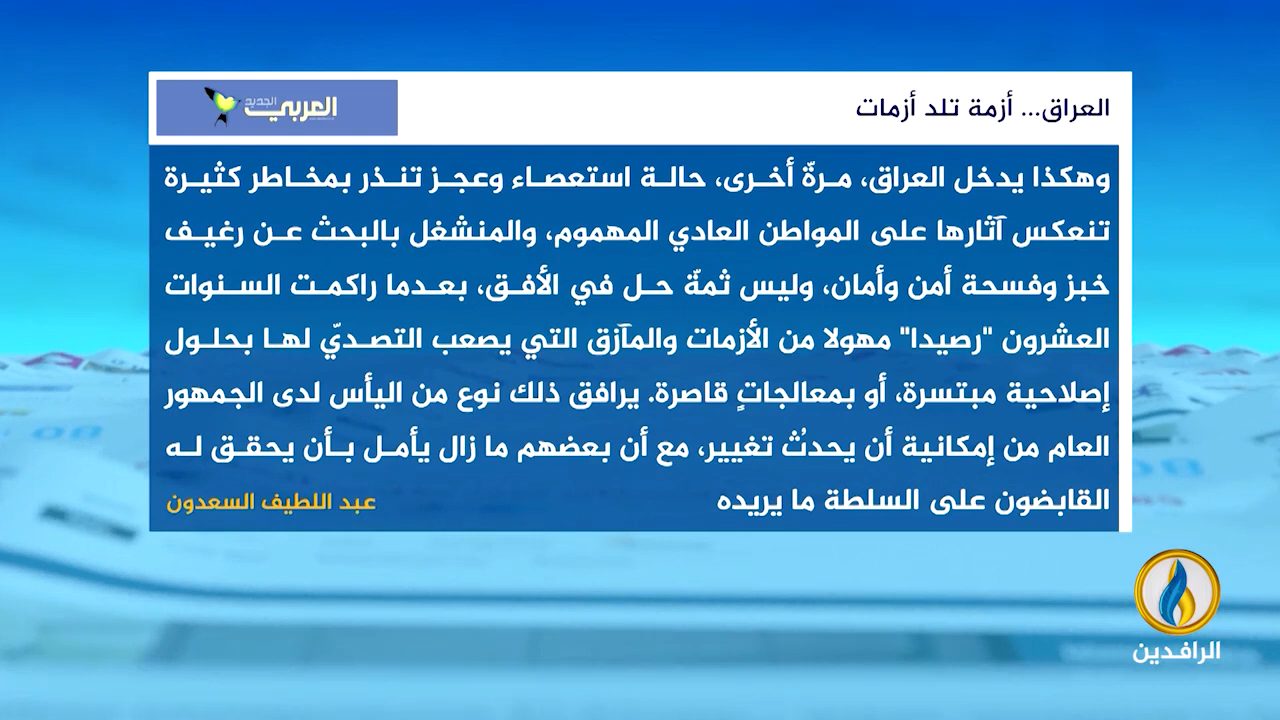 العراق... أزمة تلد أزمات
العربي الجديد
وهكذا يدخل العراق، مرةّ أخرى، حالة استعصاء وعجز تنذر بمخاطر كثيرة
تنعكس آثارها على المواطن العادي المهموم، والمنشغل بالبحث عن رغيف
خبز وفسحة أمن وأمان، وليس ثمةّ حل في الأفق، بعدما راكمت السنوات
العشرون "رصيدا" مهولا من الأزمات والمآزق التي يصعب التصديّ لها بحلول
إصلاحية مبتسرة، أو بمعالجاتٍ قاصرة. يرافق ذلك نوع من اليأس لدى الجمهور
العام من إمكانية أن يحدثُ تغيير، مع أن بعضهم ما زال يأمل بأن يحقق له
القابضون على السلطة ما يريده
عبد اللطيف السعدون
الرافدين